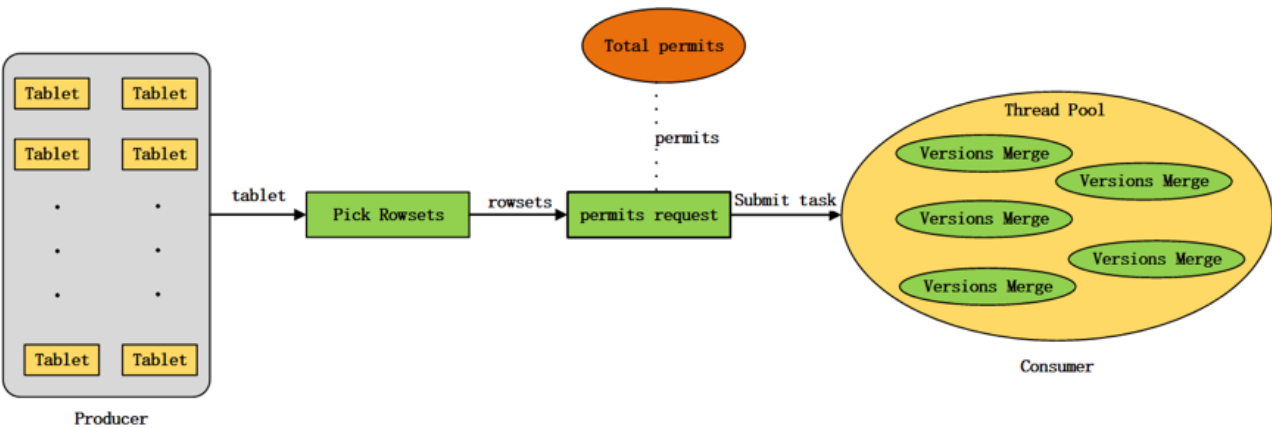 Total permits
Tablet Tablet
Tablet Tablet
Tablet Tablet
Producer
tablet
Pick Rowsets
rowsets
permits
permits request
Submit task
Thread Pool
Versions Merge
Versions Merge
Versions Merge
Versions Merge
Versions Merge
Consumer